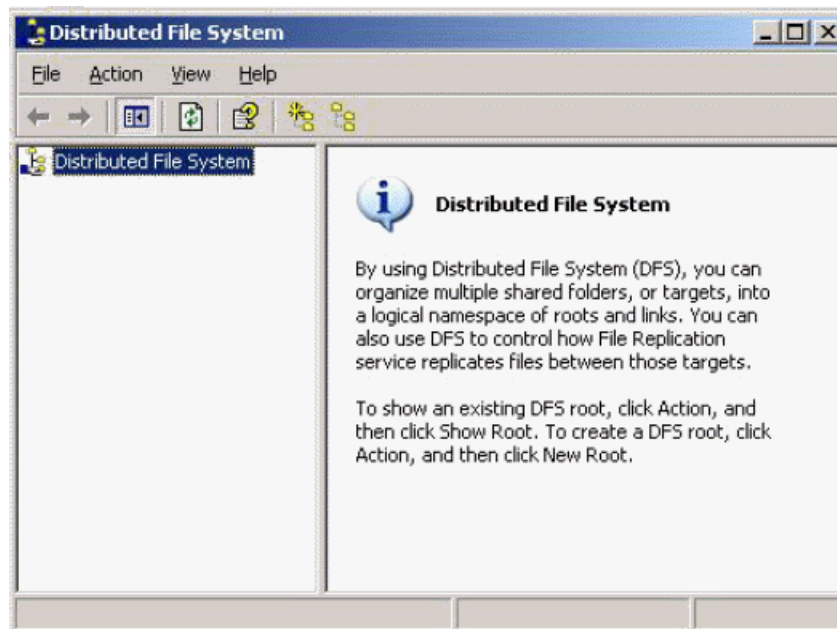 Distributed File System
File Action View Help
Distributed File System
Distributed File System
By using Distributed File System (DFS), you can
organize multiple shared folders, or targets, into
a logical namespace of roots and links. You can
also use DFS to control how File Replication
service replicates files between those targets.
To show an existing DFS root, click Action, and
then click Show Root. To create a DFS root, click
Action, and then click New Root.